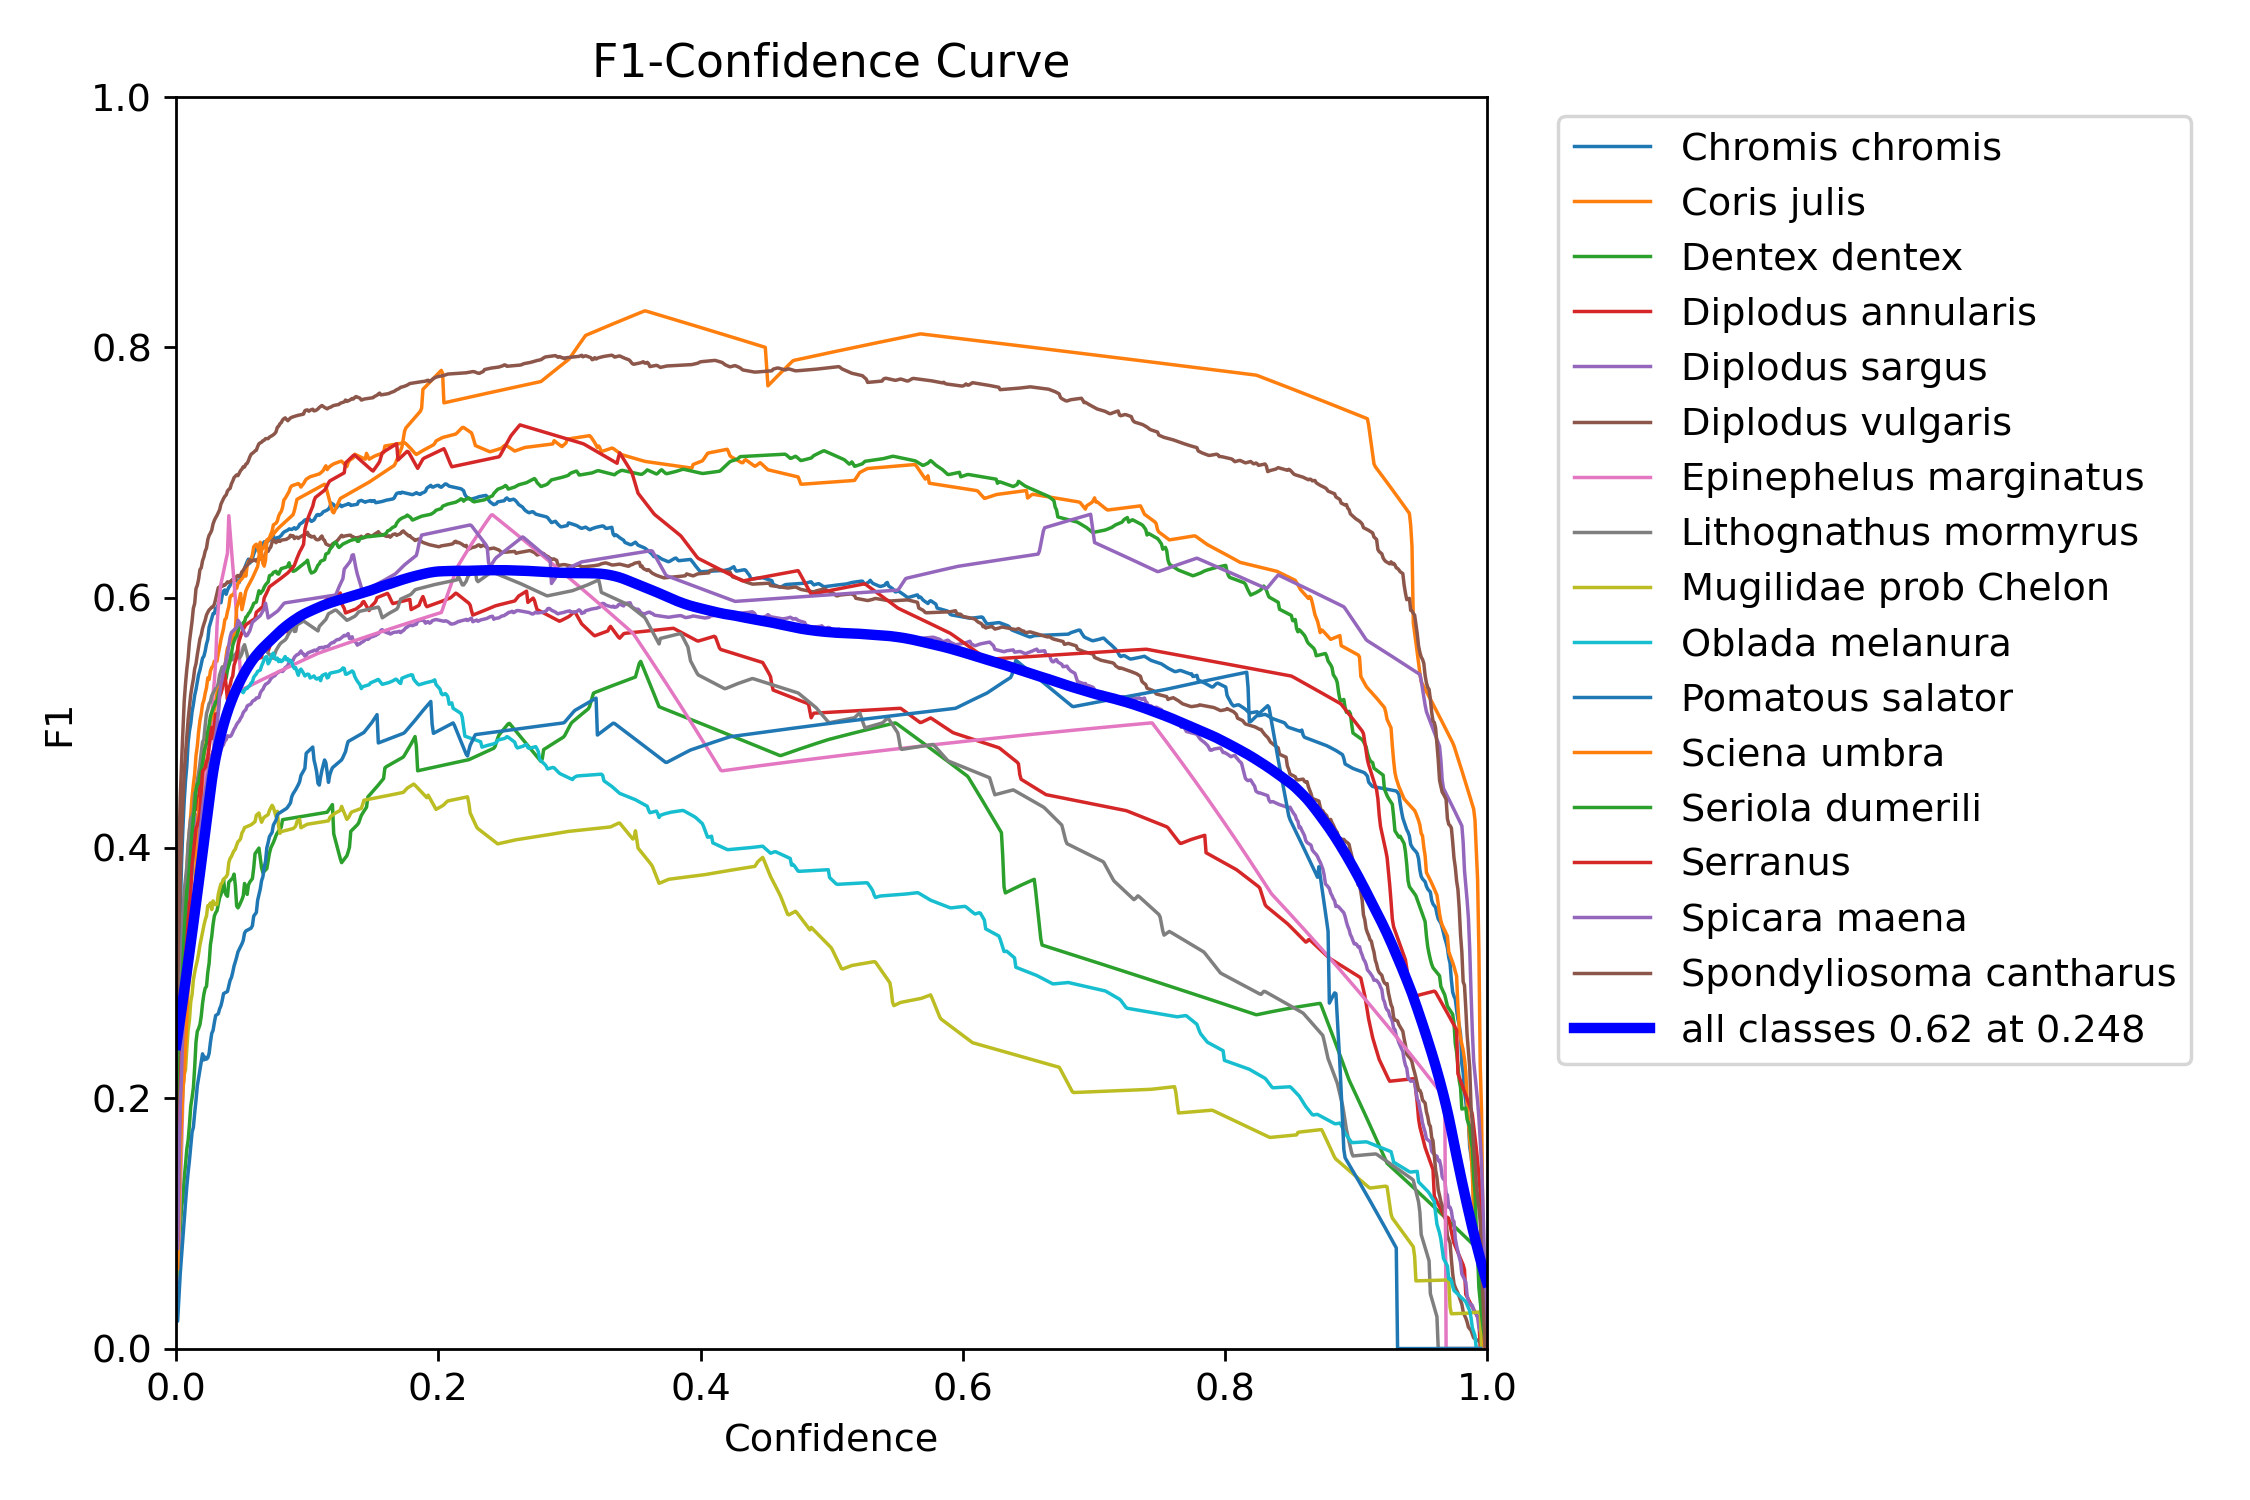 F1-Confidence Curve
1.0
0.8
0.6
0.4
0.2
0.0
F1
0.0 0.2 0.4 0.6 0.8 1.0
Confidence
Chromis chromis
Coris julis
Dentex dentex
Diplodus annularis
Diplodus sargus
Diplodus vulgaris
Epinephelus marginatus
Lithognathus mormyrus
Mugilidae prob Chelon
Oblada melanura
Pomatous salator
Sciena umbra
Seriola dumerili
Serranus
Spicara maena
Spondyliosoma cantharus
all classes 0.62 at 0.248